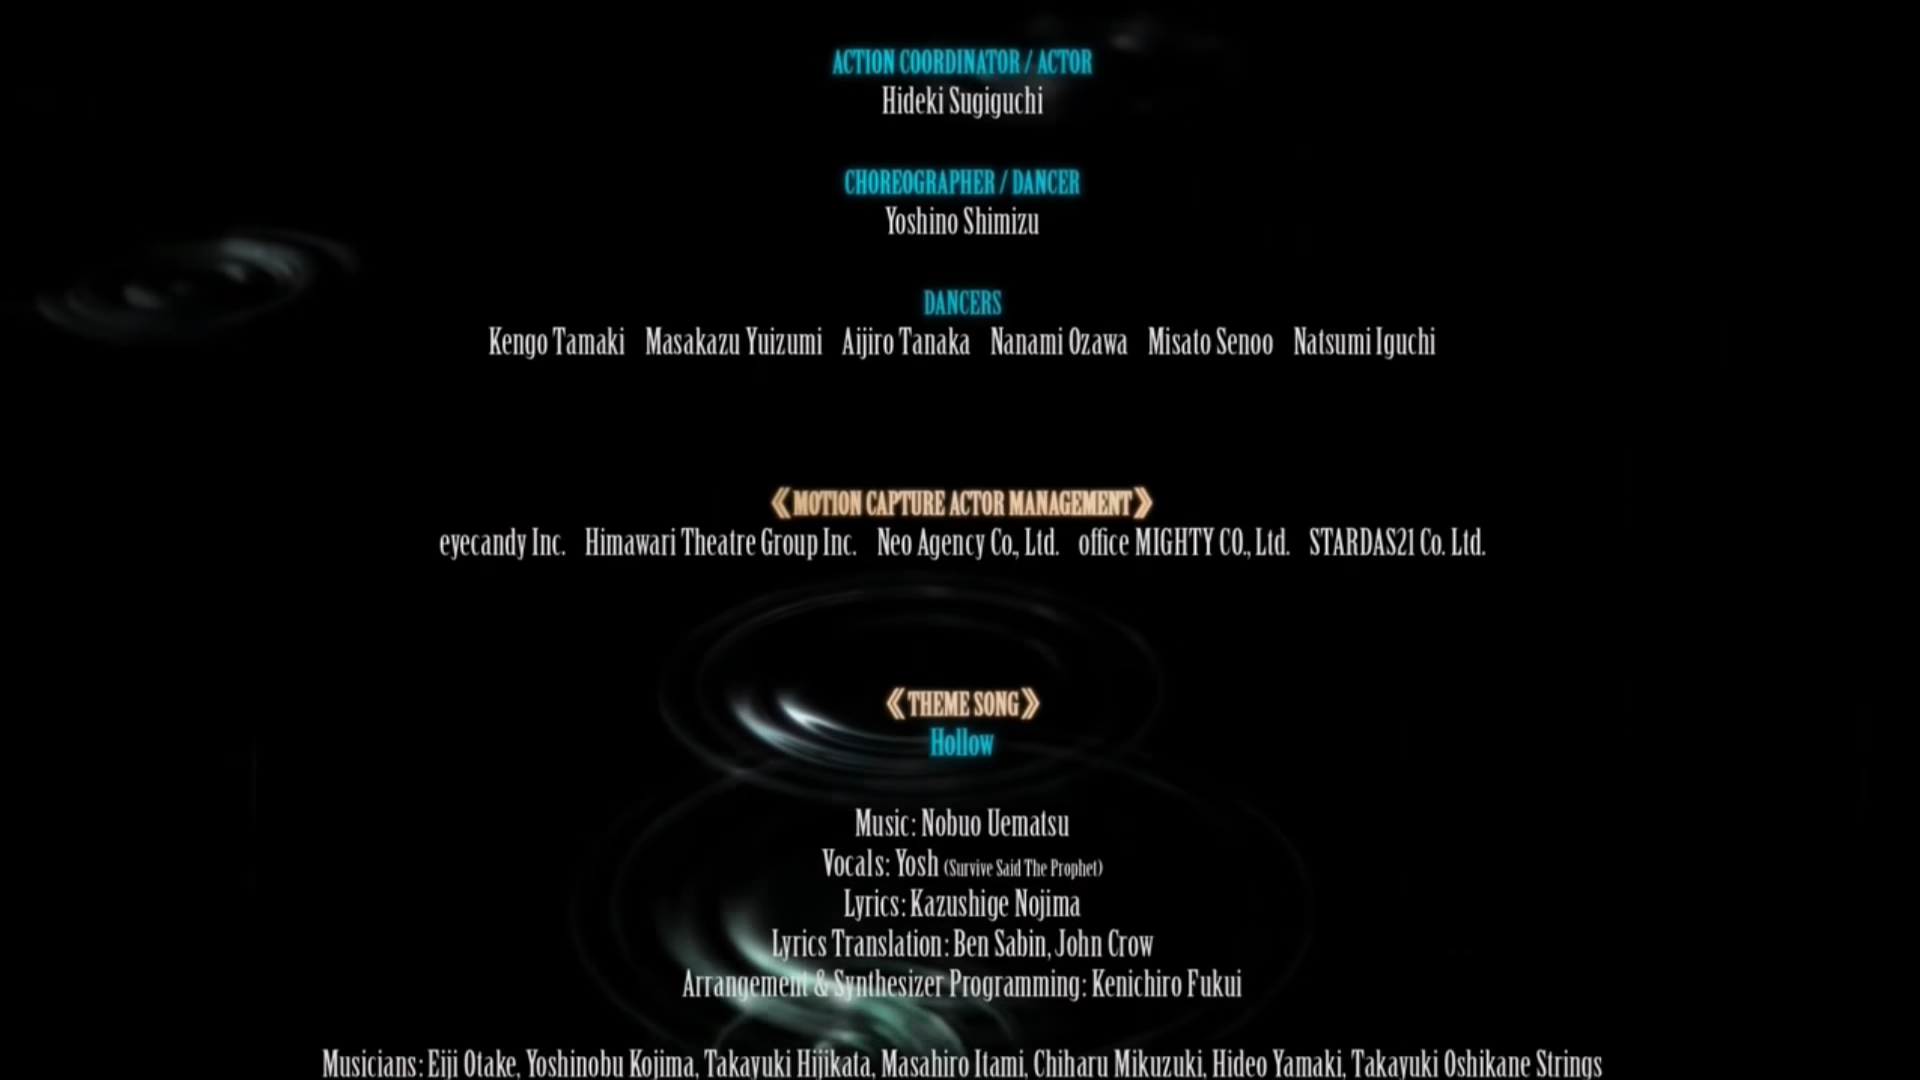 ACTION COORDINATOR / ACTOR
Hideki Sugiguchi
CHOREOGRAPHER / DANCER
Yoshino Shimizu
DANCERS
Kengo Tamaki Masakazu Yuizumi Aijiro Tanaka Nanami Ozawa Misato Senoo Natsumi Iguchi
《MOTION CAPTURE ACTOR MANAGEMENT》
eyecandy Inc. Himawari Theatre Group Inc. Neo Agency Co., Ltd. office MIGHTY CO., Ltd. STARDAS21 Co. Ltd.
《THEME SONG》
Hollow
Music: Nobuo Uematsu
Vocals: Yosh (Survive Said The Prophet)
Lyrics: Kazushige Nojima
Lyrics Translation: Ben Sabin, John Crow
Arrangement & Synthesizer Programming: Kenichiro Fukui
Musicians: Eiji Otake, Yoshinobu Kojima, Takayuki Hijikata, Masahiro Itami, Chiharu Mikuzuki, Hideo Yamaki, Takayuki Oshikane Strings